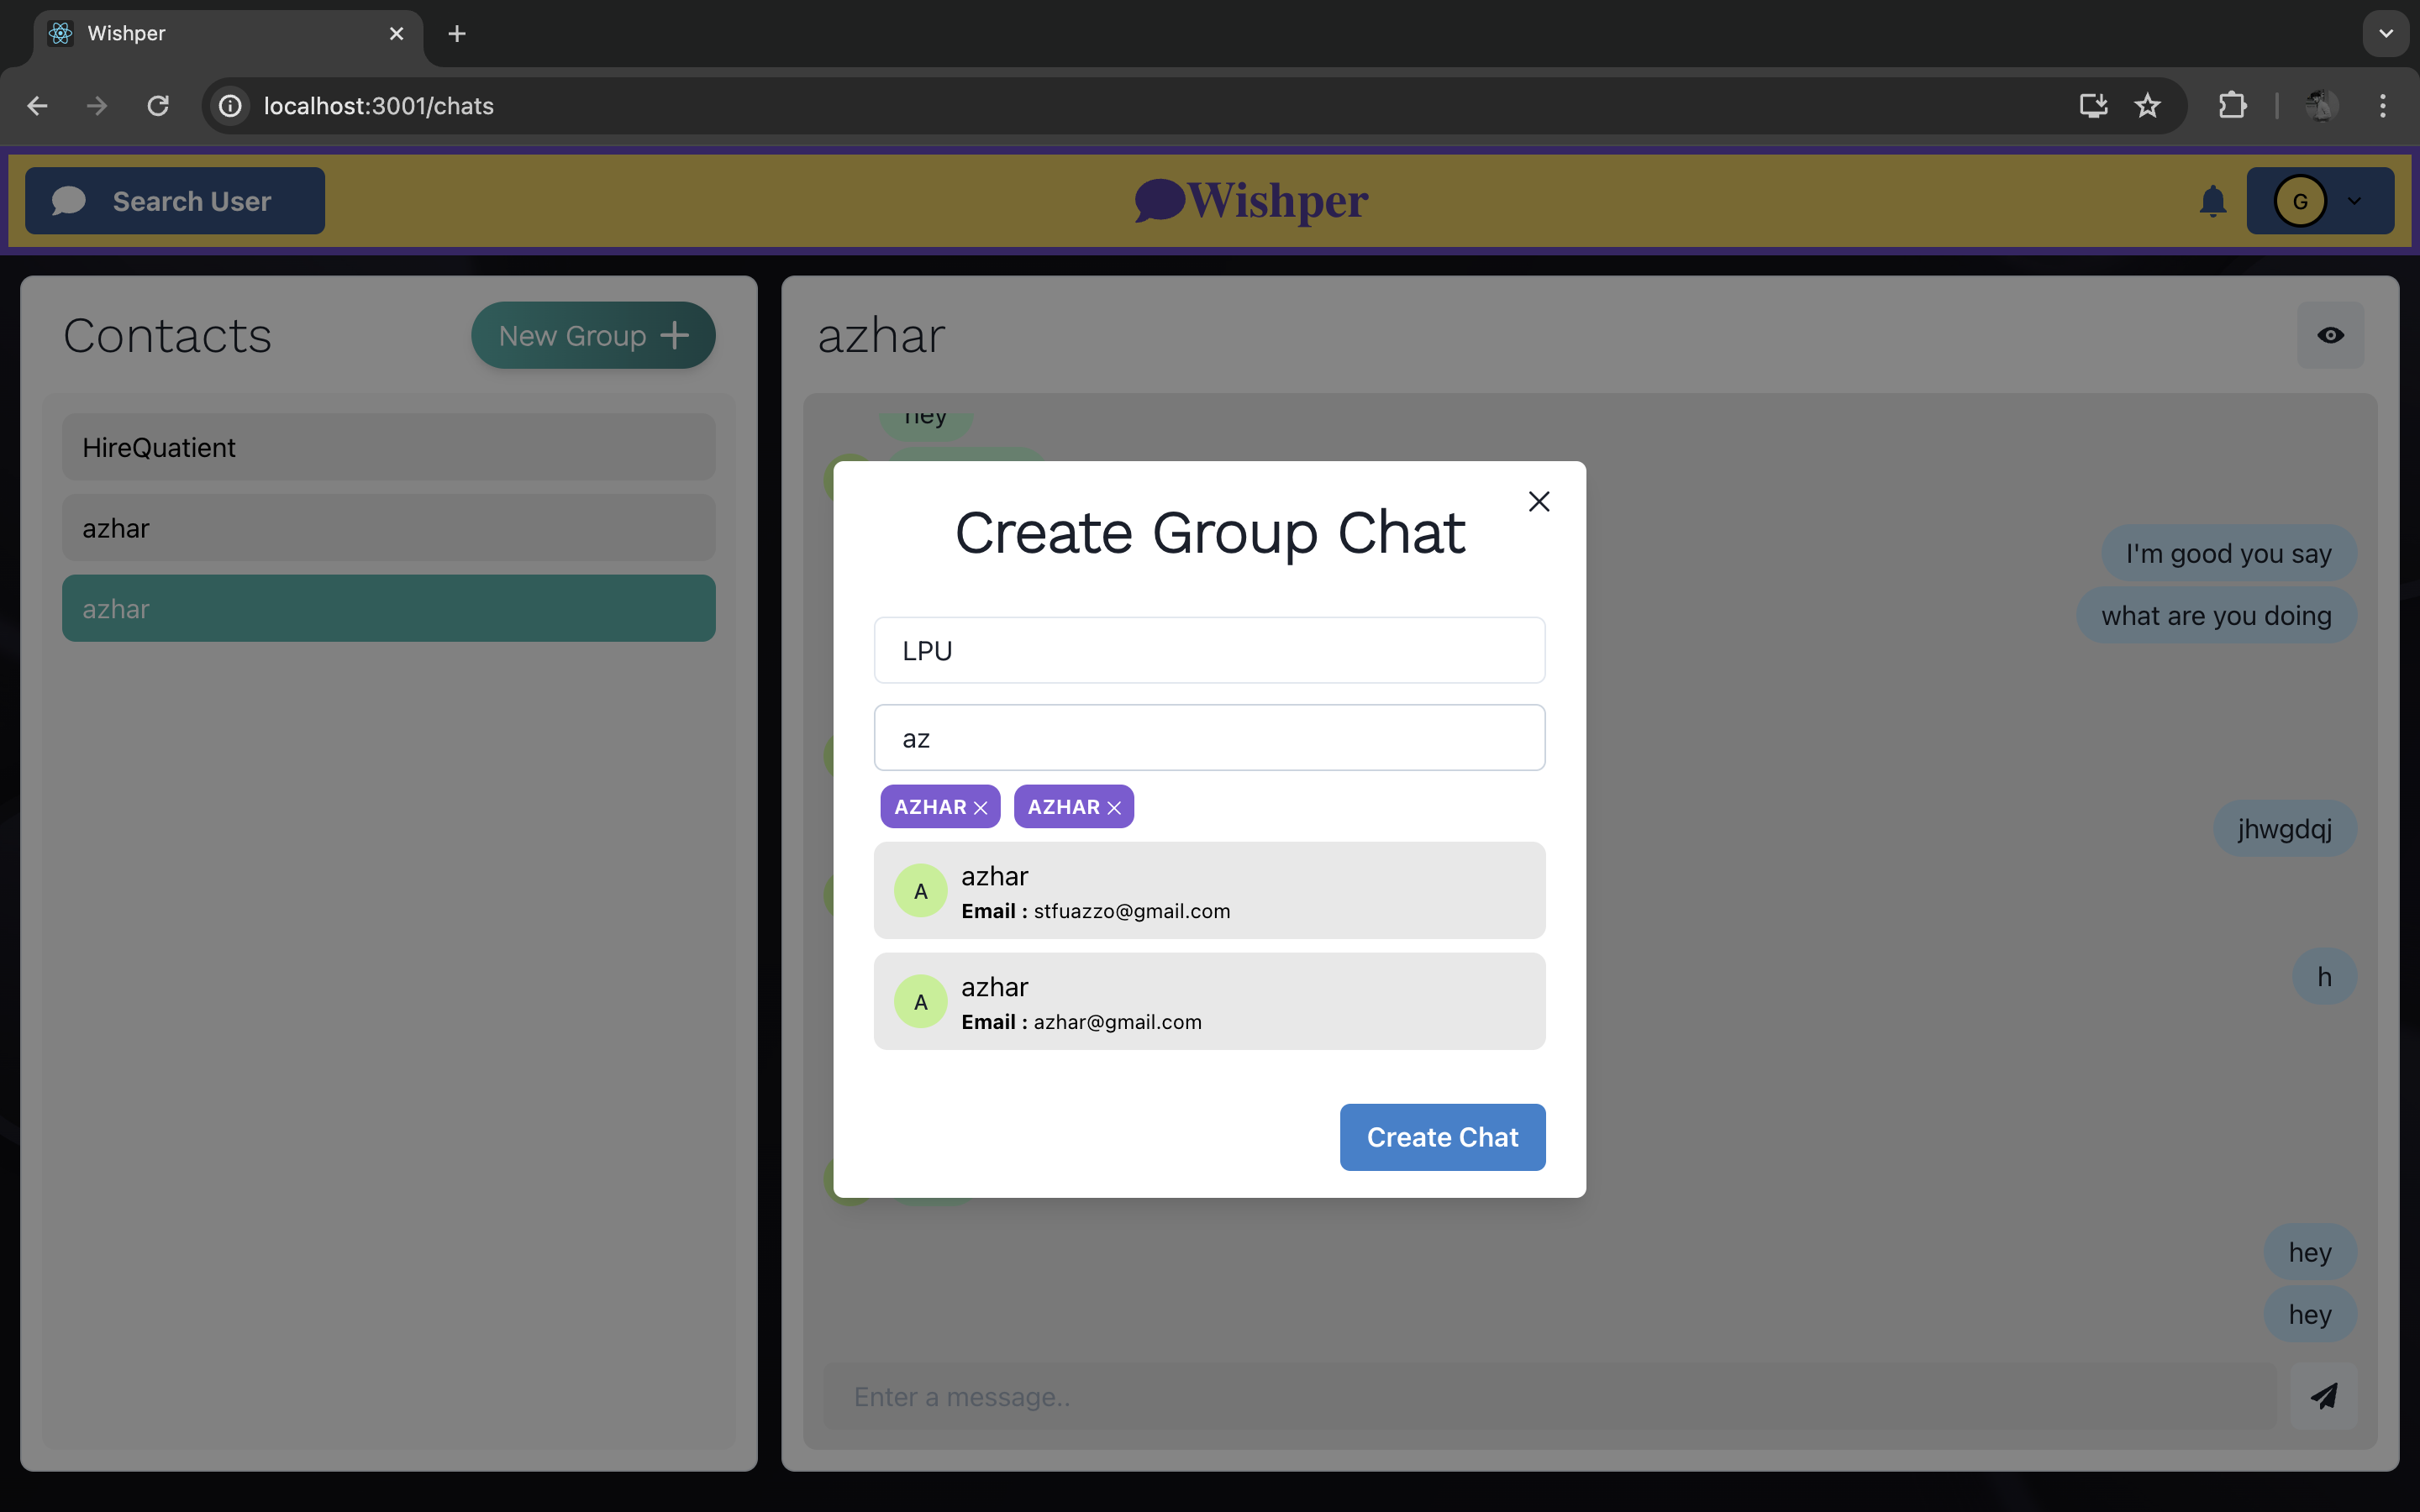 Wishper
localhost:3001/chats
Search User
Wishper
G
Contacts
New Group
HireQuatient
azhar
azhar
azhar
hey
I'm good you say
what are you doing
jhwgdqj
h
hey
hey
Enter a message..
Create Group Chat
LPU
az
AZHAR AZHAR
A
azhar
Email : stfuazzo@gmail.com
A
azhar
Email : azhar@gmail.com
Create Chat